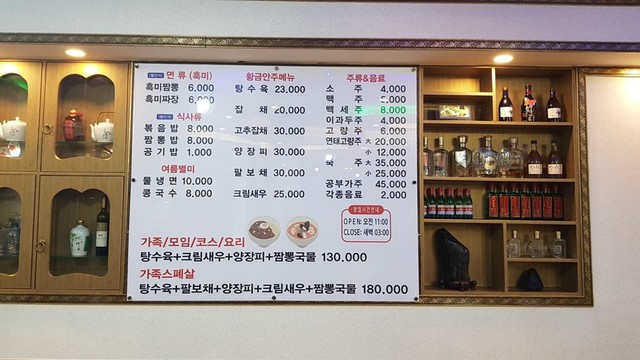 면 류 (흑미)
흑미짬뽕 6,000
흑미짜장 6,000
식사류
볶음밥 8,000
짬뽕밥 8,000
공기밥 1,000
여름별미
물냉면 10,000
콩국수 8,000
황금안주메뉴
탕수육 23,000
잡 채 20,000
고추잡채 30,000
양장피 30,000
팔보채 30,000
크림새우 25,000
주류&음료
소 주 4,000
맥 주
백세주 8,000
이과두주 4,000
고 량 주 6,000
연태고량주 大 20,000
小 12,000
죽 주 大 35,000
小 25,000
공부가주 45,000
각종음료 2,000
영업시간안내
OPEN: 오전 11:00
CLOSE: 새벽 03:00
가족/모임/코스/요리
탕수육+크림새우+양장피+짬뽕국물 130.000
가족스폐살
탕수육+팔보채+양장피+크림새우+짬뽕국물 180.000